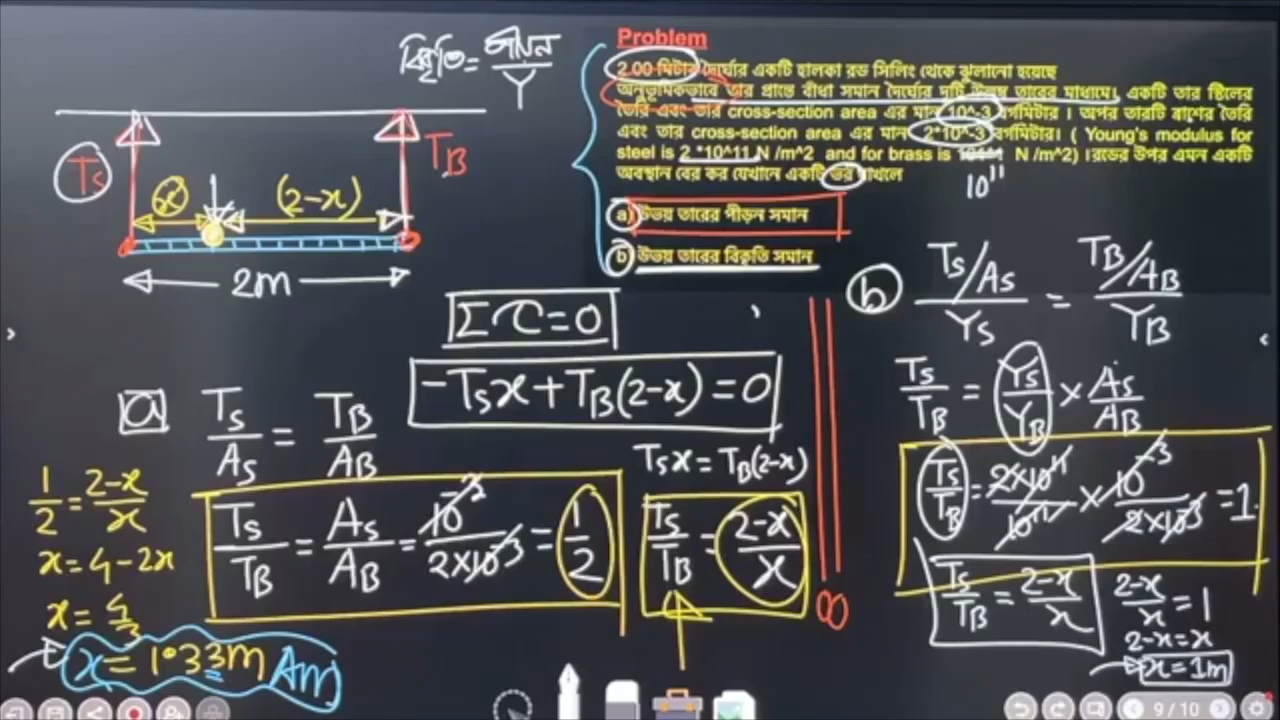 Problem
2.00 মিটার দৈর্ঘ্যের একটি হালকা রড সিলিং থেকে ঝুলানো হয়েছে
অনুভূমিকভাবে তার প্রান্তে বাঁধা সমান দৈর্ঘ্যের দুটি উলম্ব তারের মাধ্যমে। একটি তার ষ্টিলের
তৈরি এবং তার cross-section area এর মান 10^-3 বর্গমিটার । অপর তারটি ব্রাশের তৈরি
এবং তার cross-section area এর মান 2*10^-3 বর্গমিটার। ( Young's modulus for
steel is 2 *10^11 N /m^2 and for brass is 10^11 N /m^2) ।রডের উপর এমন একটি
অবস্থান বের কর যেখানে একটি ভর রাখলে
10¹¹
a) উভয় তারের পীড়ন সমান
b) উভয় তারের বিকৃতি সমান
বিকৃতি = পীড়ন/Y
Ts
TB
x
(2-x)
2m
Στ=0
-Tsx+TB(2-x)=0
Tsx=TB(2-x)
Ts/TB = (2-x)/x
a
Ts/As = TB/AB
Ts/TB = As/AB = 10⁻³/(2×10⁻³) = 1/2
1/2 = (2-x)/x
x=4-2x
x=4/3
x=1.33m Am
b
(Ts/As)/Ys = (TB/AB)/YB
Ts/TB = Ys/YB × As/AB
Ts/TB = (2×10¹¹)/10¹¹ × 10⁻³/(2×10⁻³) = 1.
Ts/TB = (2-x)/x
(2-x)/x = 1
2-x=x
x=1m
9 / 10